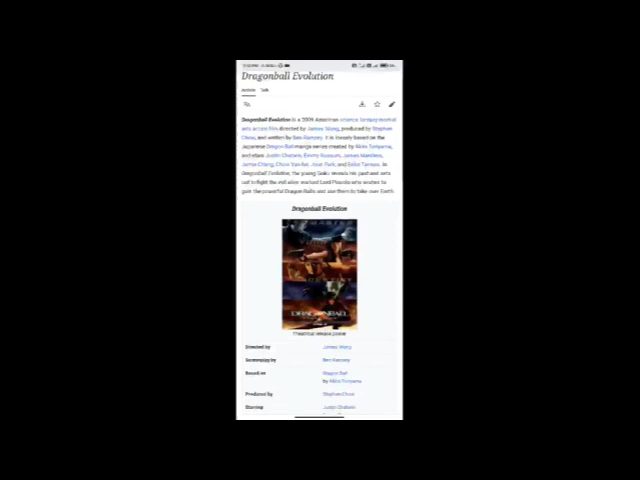 Dragonball Evolution
Article Talk
Dragonball Evolution is a 2009 American science fantasy martial
arts action film directed by James Wong, produced by Stephen
Chow, and written by Ben Ramsey. It is loosely based on the
Japanese Dragon Ball manga series created by Akira Toriyama,
and stars Justin Chatwin, Emmy Rossum, James Marsters,
Jamie Chung, Chow Yun-fat, Joon Park, and Eriko Tamura. In
Dragonball Evolution, the young Goku reveals his past and sets
out to fight the evil alien warlord Lord Piccolo who wishes to
gain the powerful Dragon Balls and use them to take over Earth.
Dragonball Evolution
DRAGONBALL
Theatrical release poster
Directed by James Wong
Screenplay by Ben Ramsey
Based on Dragon Ball
by Akira Toriyama
Produced by Stephen Chow
Starring Justin Chatwin